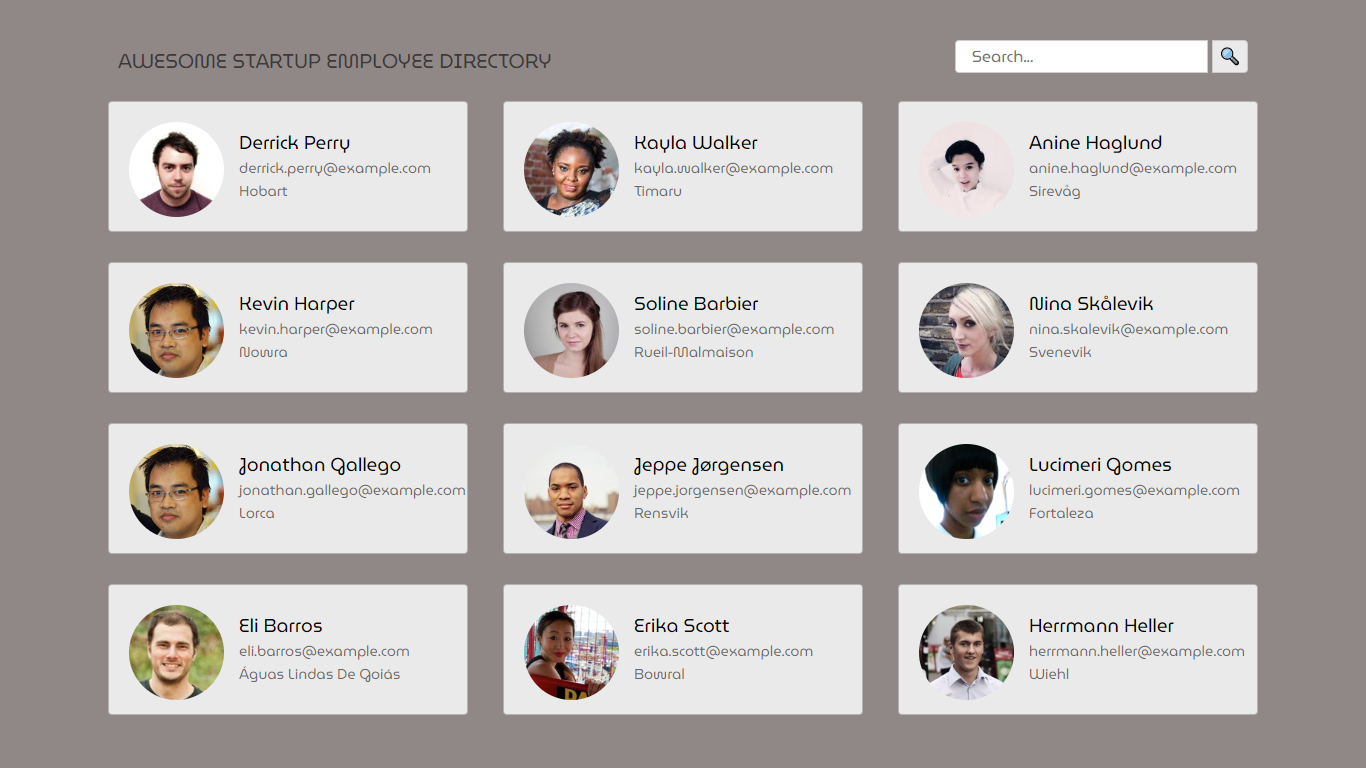 AWESOME STARTUP EMPLOYEE DIRECTORY
Search...
Derrick Perry
derrick.perry@example.com
Hobart
Kayla Walker
kayla.walker@example.com
Timaru
Anine Haglund
anine.haglund@example.com
Sirevåg
Kevin Harper
kevin.harper@example.com
Nowra
Soline Barbier
soline.barbier@example.com
Rueil-Malmaison
Nina Skålevik
nina.skalevik@example.com
Svenevik
Jonathan Gallego
jonathan.gallego@example.com
Lorca
Jeppe Jørgensen
jeppe.jorgensen@example.com
Rensvik
Lucimeri Gomes
lucimeri.gomes@example.com
Fortaleza
Eli Barros
eli.barros@example.com
Águas Lindas De Goiás
Erika Scott
erika.scott@example.com
Bowral
Herrmann Heller
herrmann.heller@example.com
Wiehl